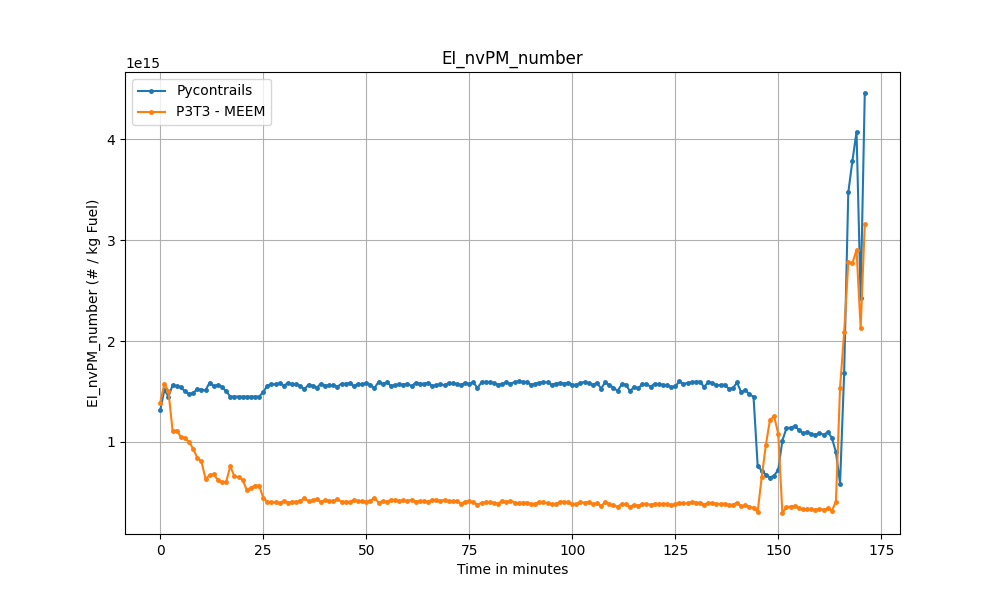 EI_nvPM_number
1e15
Pycontrails
P3T3 - MEEM
EI_nvPM_number (# / kg Fuel)
4
3
2
1
0 25 50 75 100 125 150 175
Time in minutes